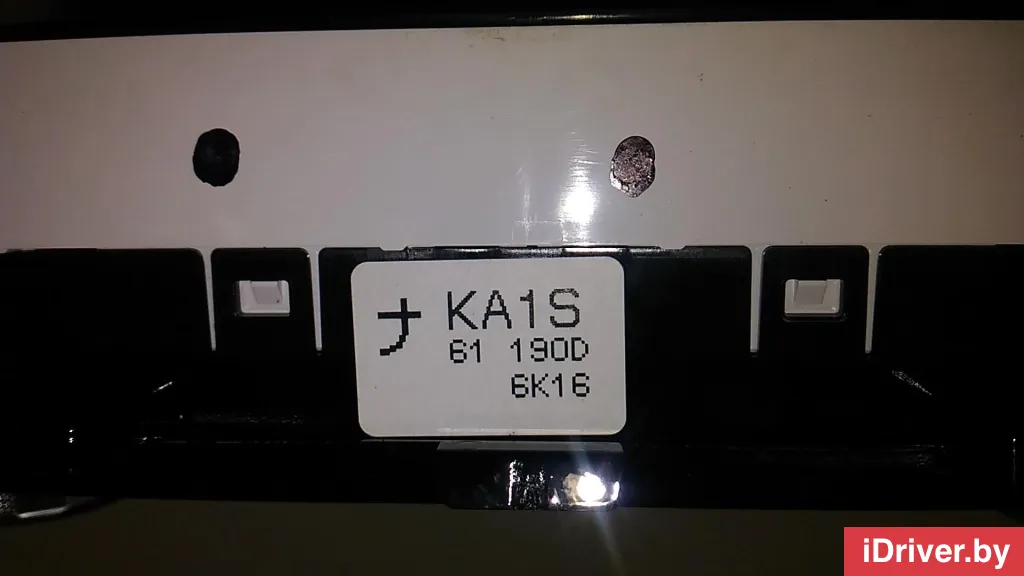 ナ KA1S
61 190D
6K16
iDriver.by